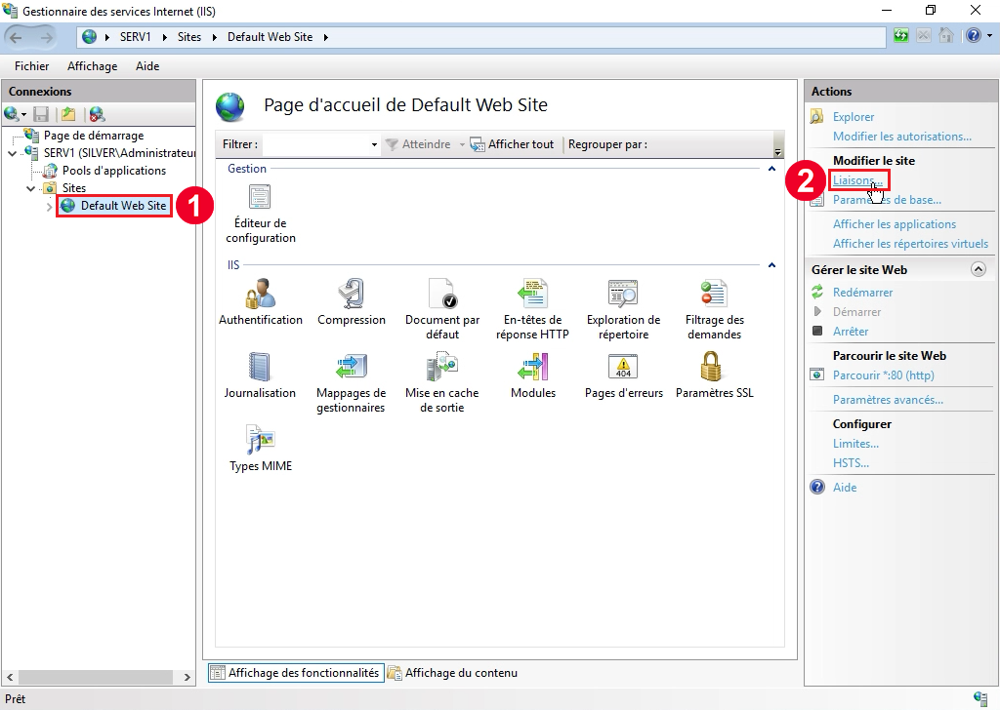 Gestionnaire des services Internet (IIS)
SERV1 Sites Default Web Site
Fichier Affichage Aide
Connexions
Page de démarrage
SERV1 (SILVER\Administrateur
Pools d'applications
Sites
Default Web Site
1
Page d'accueil de Default Web Site
Filtrer : Atteindre Afficher tout Regrouper par :
Gestion
Éditeur de
configuration
IIS
Authentification
Compression
Document par
défaut
En-têtes de
réponse HTTP
Exploration de
répertoire
Filtrage des
demandes
Journalisation
Mappages de
gestionnaires
Mise en cache
de sortie
Modules
404
Pages d'erreurs
Paramètres SSL
Types MIME
Affichage des fonctionnalités
Affichage du contenu
Actions
Explorer
Modifier les autorisations...
Modifier le site
2
Liaisons...
Paramètres de base...
Afficher les applications
Afficher les répertoires virtuels
Gérer le site Web
Redémarrer
Démarrer
Arrêter
Parcourir le site Web
Parcourir *:80 (http)
Paramètres avancés...
Configurer
Limites...
HSTS...
Aide
Prêt